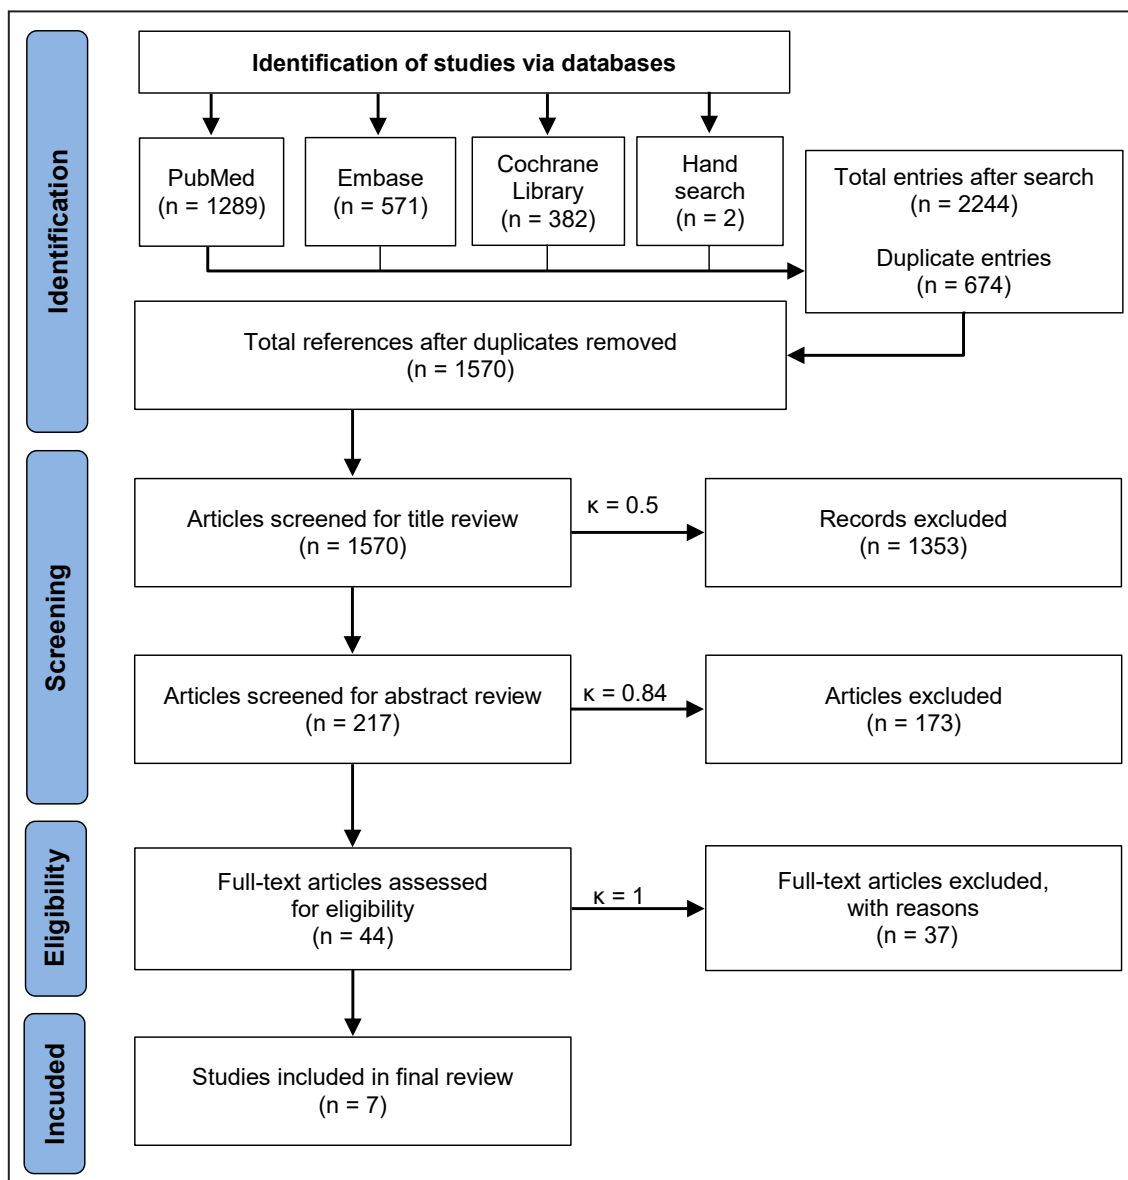 Identification
Identification of studies via databases
PubMed
(n = 1289)
Embase
(n = 571)
Cochrane
Library
(n = 382)
Hand
search
(n = 2)
Total entries after search
(n = 2244)
Duplicate entries
(n = 674)
Total references after duplicates removed
(n = 1570)
Screening
Articles screened for title review
(n = 1570)
κ = 0.5
Records excluded
(n = 1353)
Articles screened for abstract review
(n = 217)
κ = 0.84
Articles excluded
(n = 173)
Eligibility
Full-text articles assessed
for eligibility
(n = 44)
κ = 1
Full-text articles excluded,
with reasons
(n = 37)
Incuded
Studies included in final review
(n = 7)